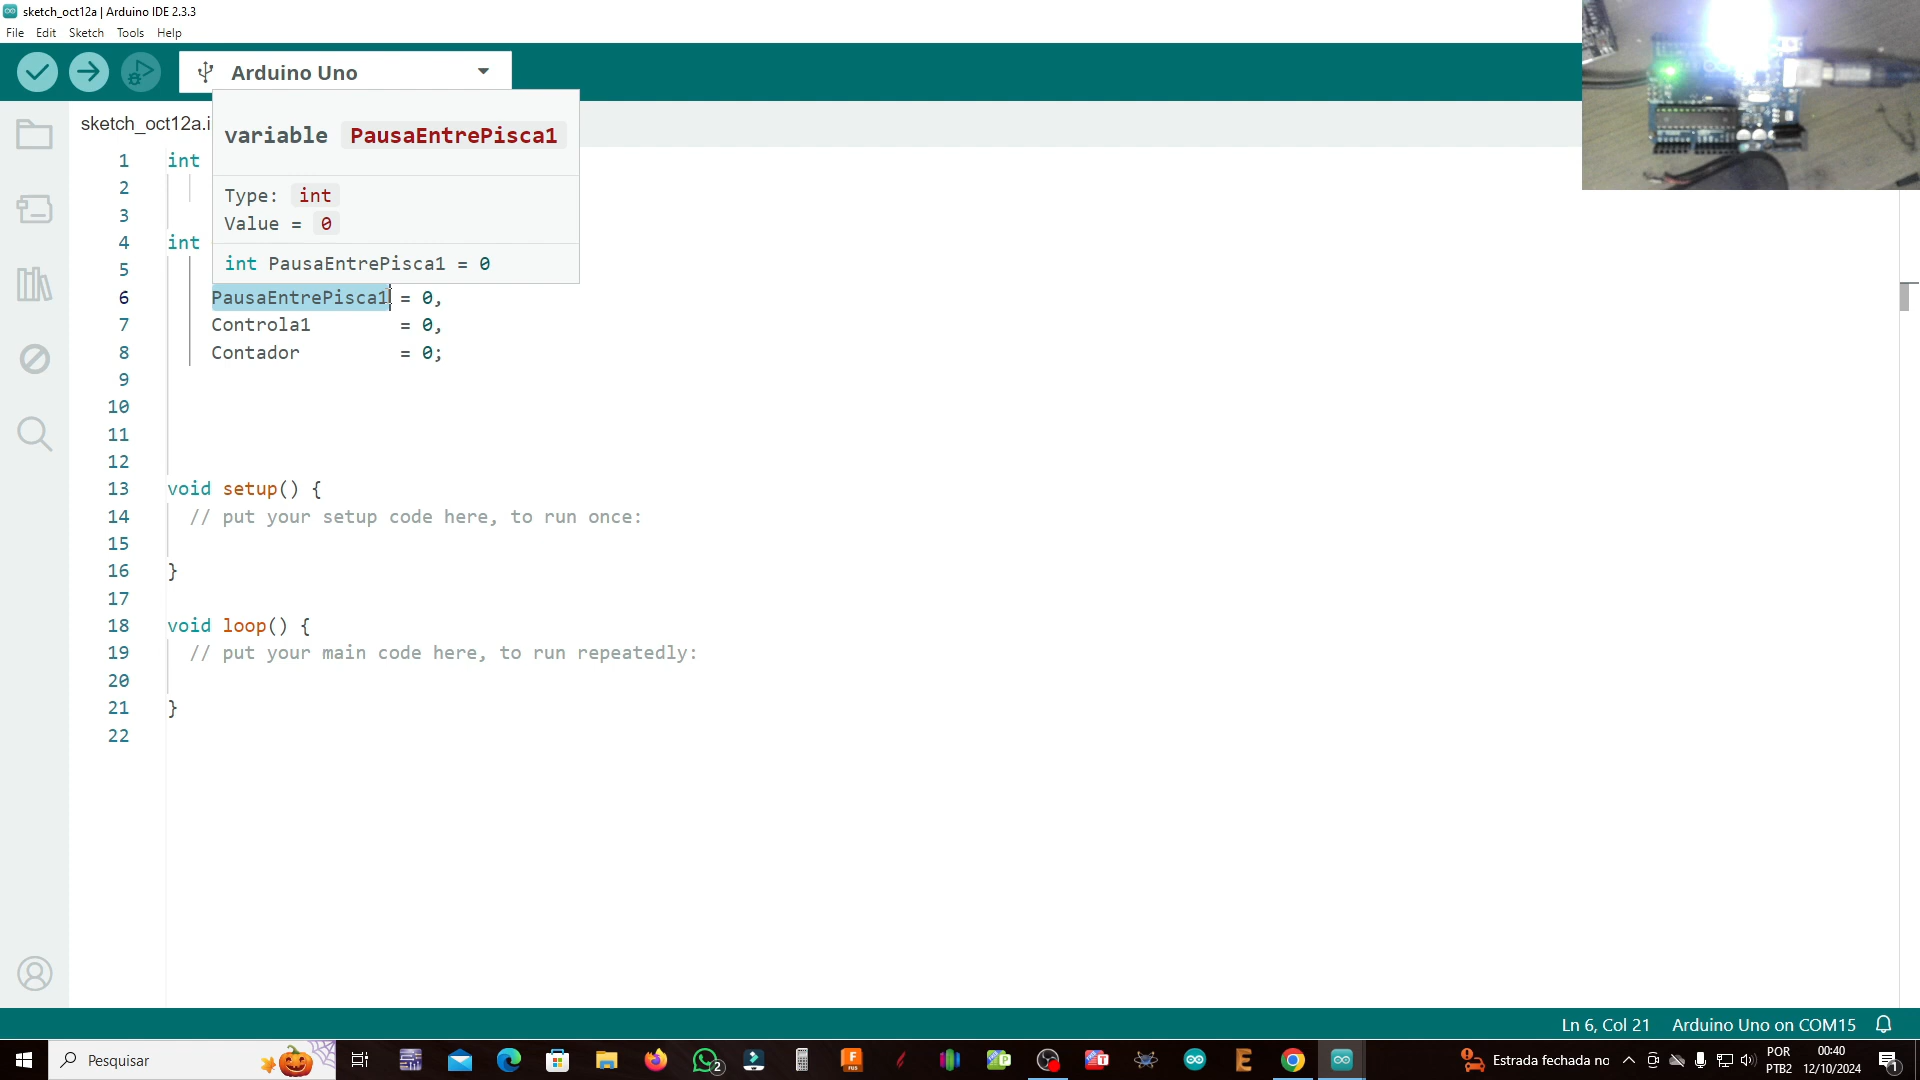 sketch_oct12a | Arduino IDE 2.3.3
File Edit Sketch Tools Help
Arduino Uno
sketch_oct12a.i
variable PausaEntrePisca1
Type: int
Value = 0
int PausaEntrePisca1 = 0
1 int
2
3
4 int
5
6 PausaEntrePisca1 = 0,
7 Controla1 = 0,
8 Contador = 0;
9
10
11
12
13 void setup() {
14 // put your setup code here, to run once:
15
16 }
17
18 void loop() {
19 // put your main code here, to run repeatedly:
20
21 }
22
Ln 6, Col 21 Arduino Uno on COM15
Pesquisar
2
Estrada fechada no
POR
PTB2
00:40
12/10/2024
1